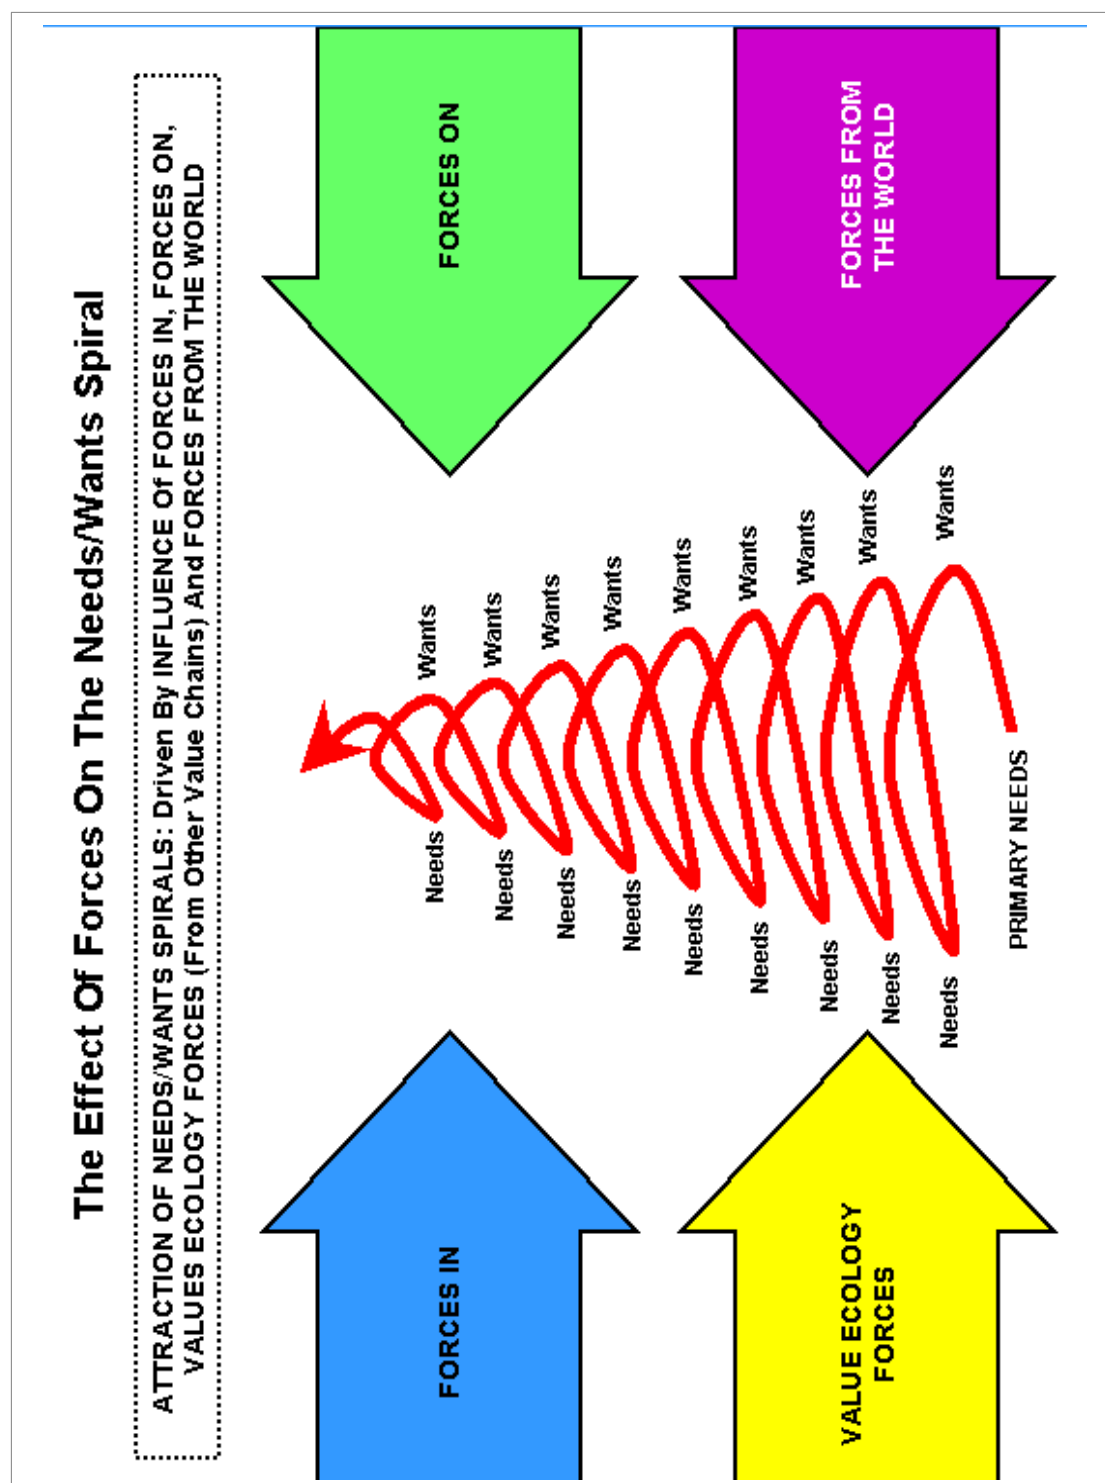 The Effect Of Forces On The Needs/Wants Spiral
ATTRACTION OF NEEDS/WANTS SPIRALS: Driven By INFLUENCE Of FORCES IN, FORCES ON,
VALUES ECOLOGY FORCES (From Other Value Chains) And FORCES FROM THE WORLD
FORCES IN
FORCES ON
Needs
Wants
Needs
Wants
Needs
Wants
Needs
Wants
Needs
Wants
Needs
Wants
Needs
Wants
Needs
Wants
Needs
Wants
PRIMARY NEEDS
VALUE ECOLOGY
FORCES
FORCES FROM
THE WORLD